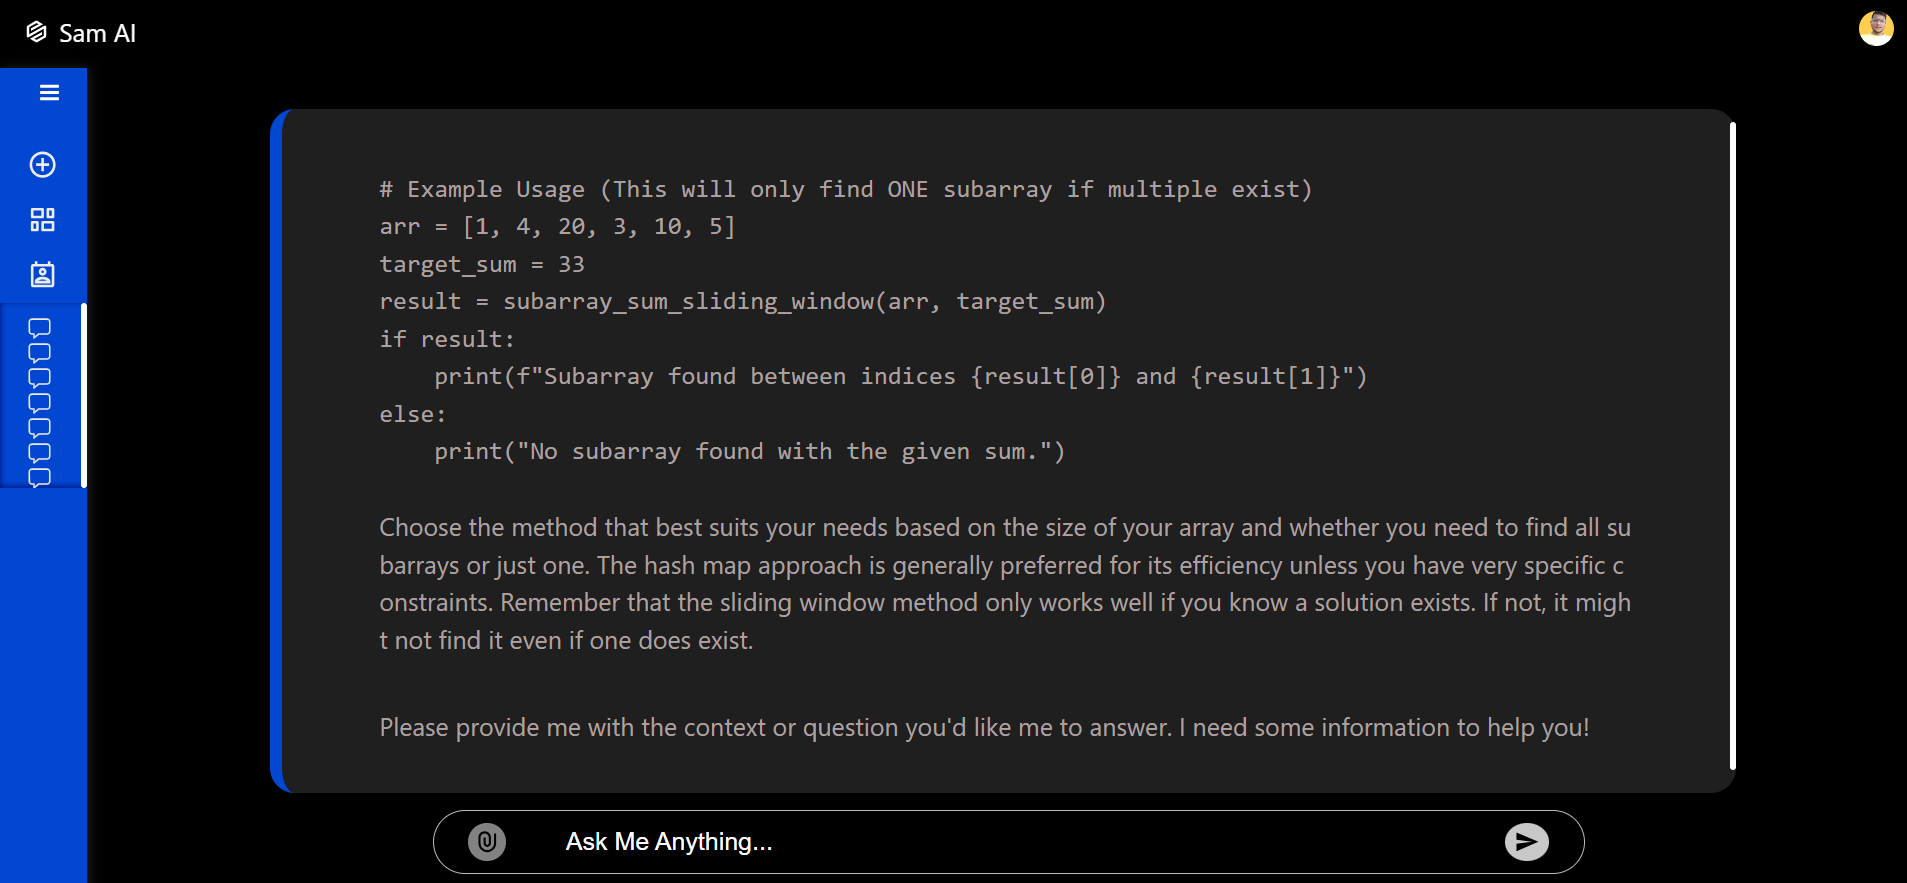 Sam AI
# Example Usage (This will only find ONE subarray if multiple exist)
arr = [1, 4, 20, 3, 10, 5]
target_sum = 33
result = subarray_sum_sliding_window(arr, target_sum)
if result:
    print(f"Subarray found between indices {result[0]} and {result[1]}")
else:
    print("No subarray found with the given sum.")
Choose the method that best suits your needs based on the size of your array and whether you need to find all su
barrays or just one. The hash map approach is generally preferred for its efficiency unless you have very specific c
onstraints. Remember that the sliding window method only works well if you know a solution exists. If not, it migh
t not find it even if one does exist.
Please provide me with the context or question you'd like me to answer. I need some information to help you!
Ask Me Anything...